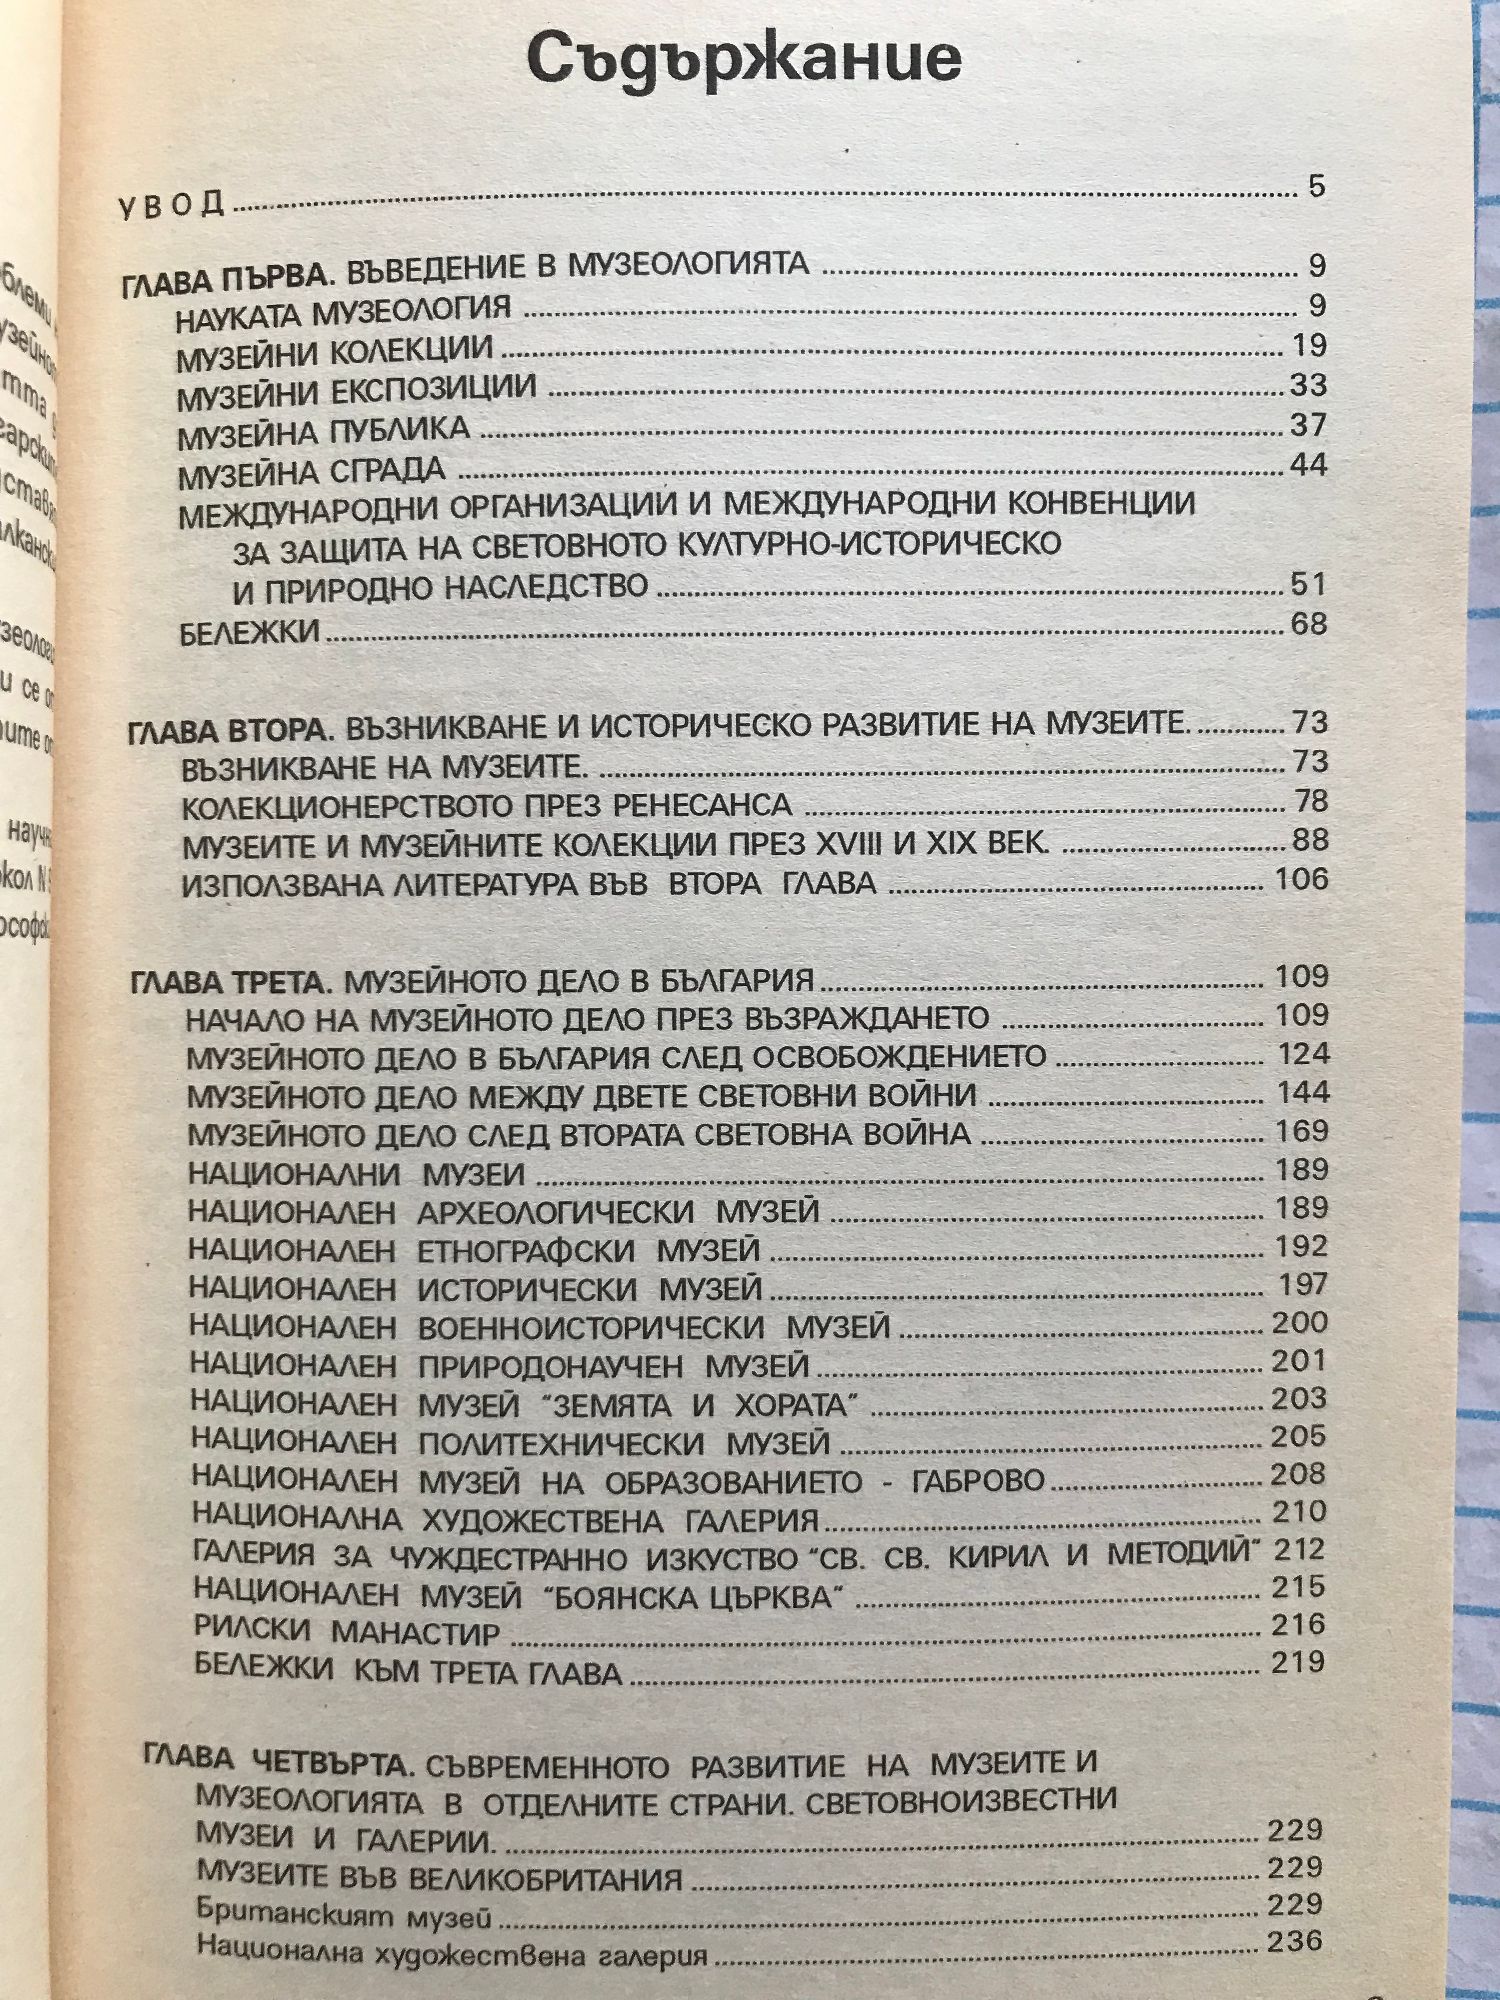 Съдържание
УВОД ........ 5
ГЛАВА ПЪРВА. ВЪВЕДЕНИЕ В МУЗЕОЛОГИЯТА ........ 9
НАУКАТА МУЗЕОЛОГИЯ ........ 9
МУЗЕЙНИ КОЛЕКЦИИ ........ 19
МУЗЕЙНИ ЕКСПОЗИЦИИ ........ 33
МУЗЕЙНА ПУБЛИКА ........ 37
МУЗЕЙНА СГРАДА ........ 44
МЕЖДУНАРОДНИ ОРГАНИЗАЦИИ И МЕЖДУНАРОДНИ КОНВЕНЦИИ
ЗА ЗАЩИТА НА СВЕТОВНОТО КУЛТУРНО-ИСТОРИЧЕСКО
И ПРИРОДНО НАСЛЕДСТВО ........ 51
БЕЛЕЖКИ ........ 68
ГЛАВА ВТОРА. ВЪЗНИКВАНЕ И ИСТОРИЧЕСКО РАЗВИТИЕ НА МУЗЕИТЕ. ........ 73
ВЪЗНИКВАНЕ НА МУЗЕИТЕ. ........ 73
КОЛЕКЦИОНЕРСТВОТО ПРЕЗ РЕНЕСАНСА ........ 78
МУЗЕИТЕ И МУЗЕЙНИТЕ КОЛЕКЦИИ ПРЕЗ XVIII И XIX ВЕК. ........ 88
ИЗПОЛЗВАНА ЛИТЕРАТУРА ВЪВ ВТОРА ГЛАВА ........ 106
ГЛАВА ТРЕТА. МУЗЕЙНОТО ДЕЛО В БЪЛГАРИЯ ........ 109
НАЧАЛО НА МУЗЕЙНОТО ДЕЛО ПРЕЗ ВЪЗРАЖДАНЕТО ........ 109
МУЗЕЙНОТО ДЕЛО В БЪЛГАРИЯ СЛЕД ОСВОБОЖДЕНИЕТО ........ 124
МУЗЕЙНОТО ДЕЛО МЕЖДУ ДВЕТЕ СВЕТОВНИ ВОЙНИ ........ 144
МУЗЕЙНОТО ДЕЛО СЛЕД ВТОРАТА СВЕТОВНА ВОЙНА ........ 169
НАЦИОНАЛНИ МУЗЕИ ........ 189
НАЦИОНАЛЕН АРХЕОЛОГИЧЕСКИ МУЗЕЙ ........ 189
НАЦИОНАЛЕН ЕТНОГРАФСКИ МУЗЕЙ ........ 192
НАЦИОНАЛЕН ИСТОРИЧЕСКИ МУЗЕЙ ........ 197
НАЦИОНАЛЕН ВОЕННОИСТОРИЧЕСКИ МУЗЕЙ ........ 200
НАЦИОНАЛЕН ПРИРОДОНАУЧЕН МУЗЕЙ ........ 201
НАЦИОНАЛЕН МУЗЕЙ "ЗЕМЯТА И ХОРАТА" ........ 203
НАЦИОНАЛЕН ПОЛИТЕХНИЧЕСКИ МУЗЕЙ ........ 205
НАЦИОНАЛЕН МУЗЕЙ НА ОБРАЗОВАНИЕТО - ГАБРОВО ........ 208
НАЦИОНАЛНА ХУДОЖЕСТВЕНА ГАЛЕРИЯ ........ 210
ГАЛЕРИЯ ЗА ЧУЖДЕСТРАННО ИЗКУСТВО "СВ. СВ. КИРИЛ И МЕТОДИЙ" 212
НАЦИОНАЛЕН МУЗЕЙ "БОЯНСКА ЦЪРКВА" ........ 215
РИЛСКИ МАНАСТИР ........ 216
БЕЛЕЖКИ КЪМ ТРЕТА ГЛАВА ........ 219
ГЛАВА ЧЕТВЪРТА. СЪВРЕМЕННОТО РАЗВИТИЕ НА МУЗЕИТЕ И
МУЗЕОЛОГИЯТА В ОТДЕЛНИТЕ СТРАНИ. СВЕТОВНОИЗВЕСТНИ
МУЗЕИ И ГАЛЕРИИ. ........ 229
МУЗЕИТЕ ВЪВ ВЕЛИКОБРИТАНИЯ ........ 229
Британският музей ........ 229
Национална художествена галерия ........ 236